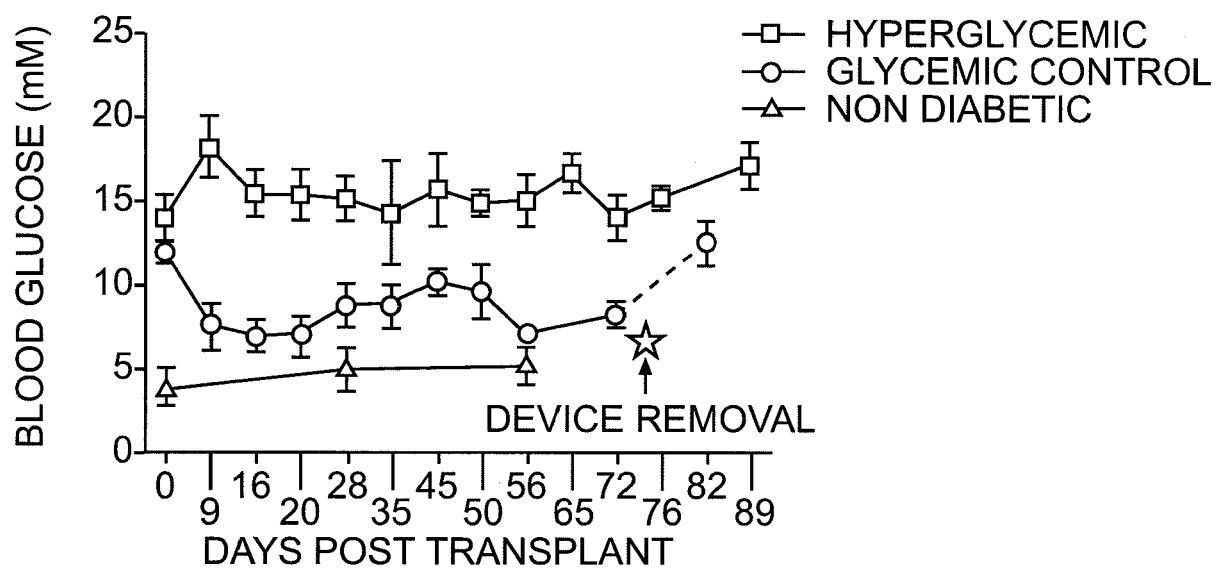 25
20
15
10
5
0
BLOOD GLUCOSE (mM)
HYPERGLYCEMIC
GLYCEMIC CONTROL
NON DIABETIC
DEVICE REMOVAL
0 16 28 45 56 72 82
9 20 35 50 65 76 89
DAYS POST TRANSPLANT